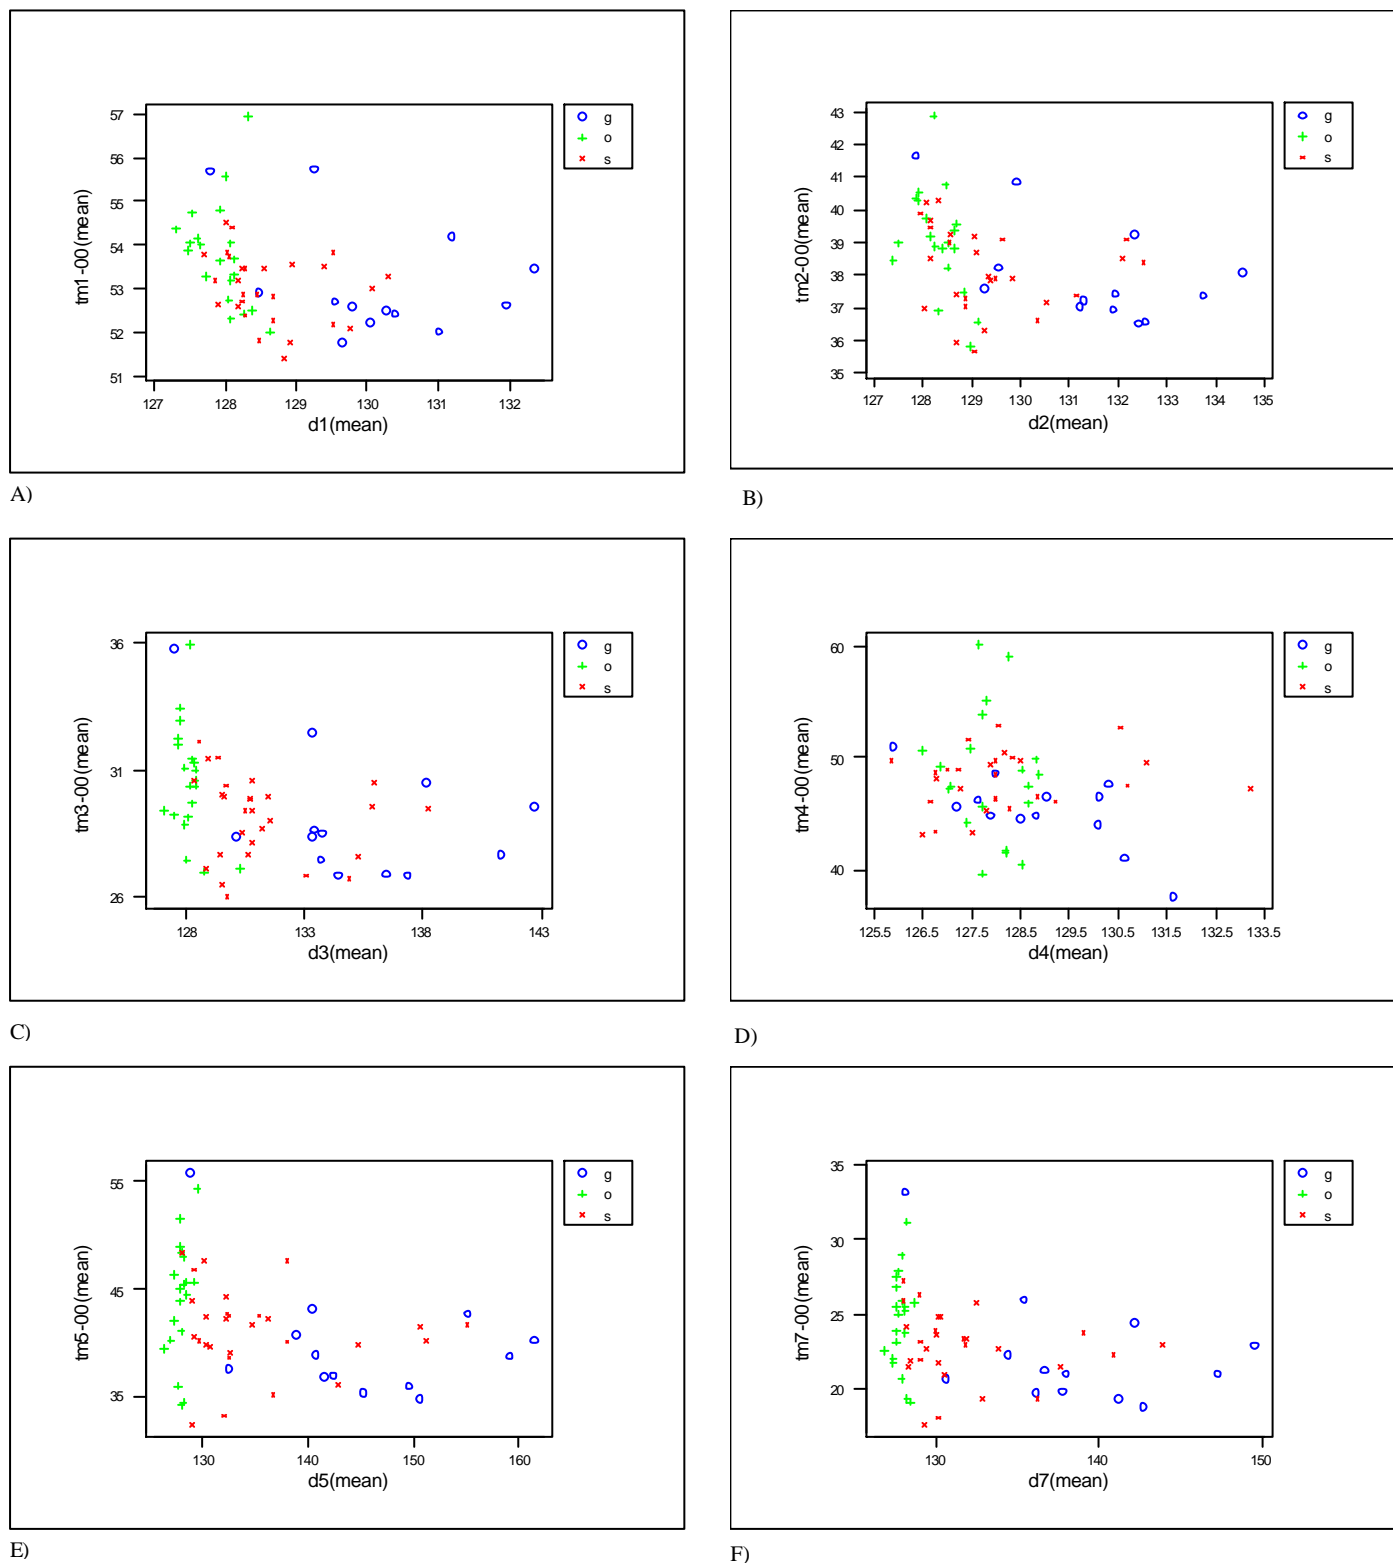 57
56
55
54
53
52
51
tm1-00(mean)
127 128 129 130 131 132
d1(mean)
g
o
s
A)
43
42
41
40
39
38
37
36
35
tm2-00(mean)
127 128 129 130 131 132 133 134 135
d2(mean)
g
o
s
B)
36
31
26
tm3-00(mean)
128 133 138 143
d3(mean)
g
o
s
C)
60
50
40
tm4-00(mean)
125.5 126.5 127.5 128.5 129.5 130.5 131.5 132.5 133.5
d4(mean)
g
o
s
D)
55
45
35
tm5-00(mean)
130 140 150 160
d5(mean)
g
o
s
E)
35
30
25
20
tm7-00(mean)
130 140 150
d7(mean)
g
o
s
F)